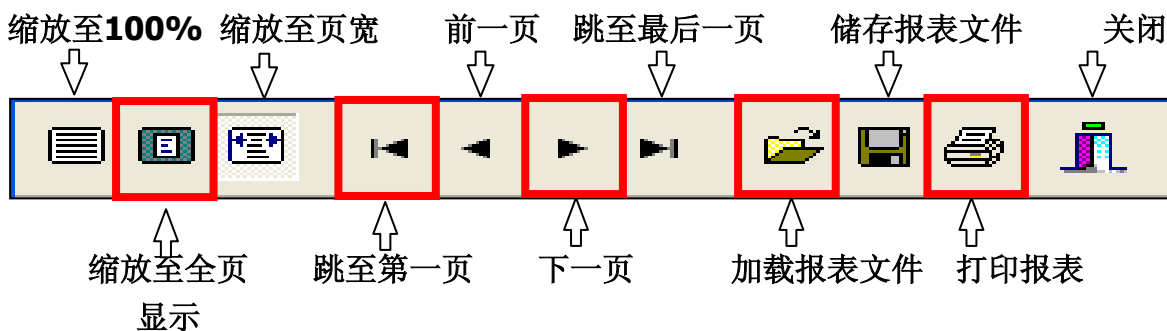 缩放至100% 缩放至页宽 前一页 跳至最后一页 储存报表文件 关闭
缩放至全页 跳至第一页 下一页 加载报表文件 打印报表
显示